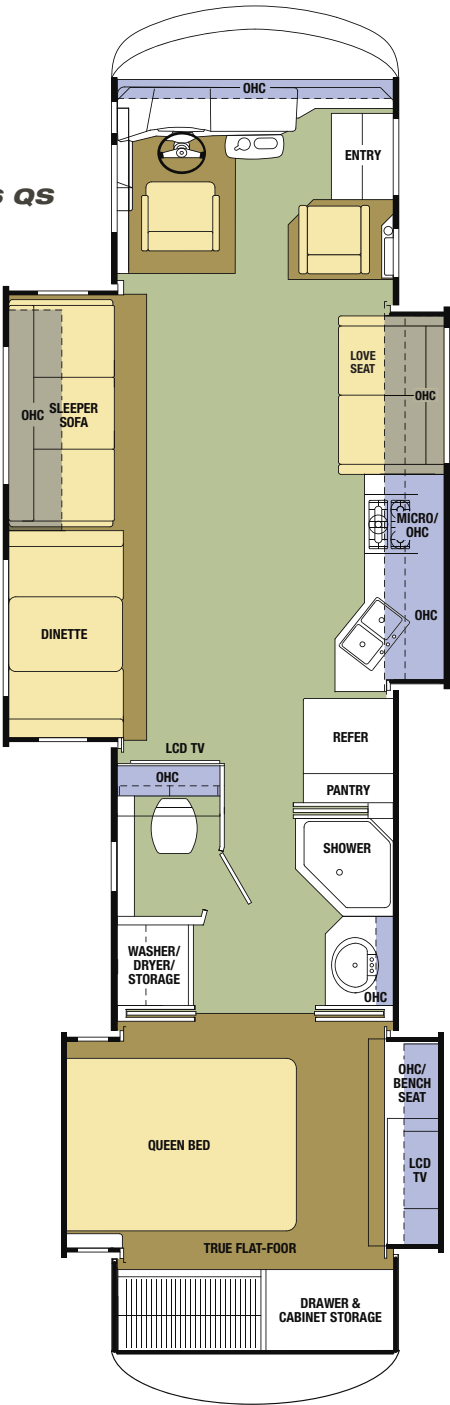 QS
OHC
ENTRY
LOVE
SEAT
OHC
SLEEPER
SOFA
OHC
MICRO/
OHC
OHC
DINETTE
REFER
LCD TV
OHC
PANTRY
SHOWER
WASHER/
DRYER/
STORAGE
OHC
OHC/
BENCH
SEAT
QUEEN BED
LCD
TV
TRUE FLAT-FOOR
DRAWER &
CABINET STORAGE